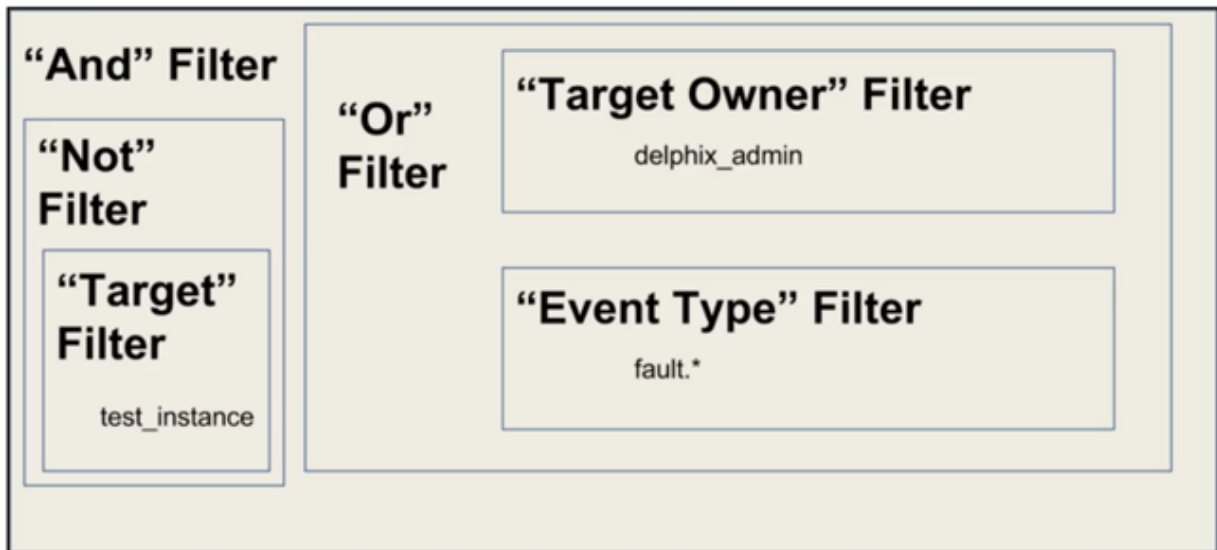 “And” Filter
“Not”
Filter
“Target”
Filter
test_instance
“Or”
Filter
“Target Owner” Filter
delphix_admin
“Event Type” Filter
fault.*